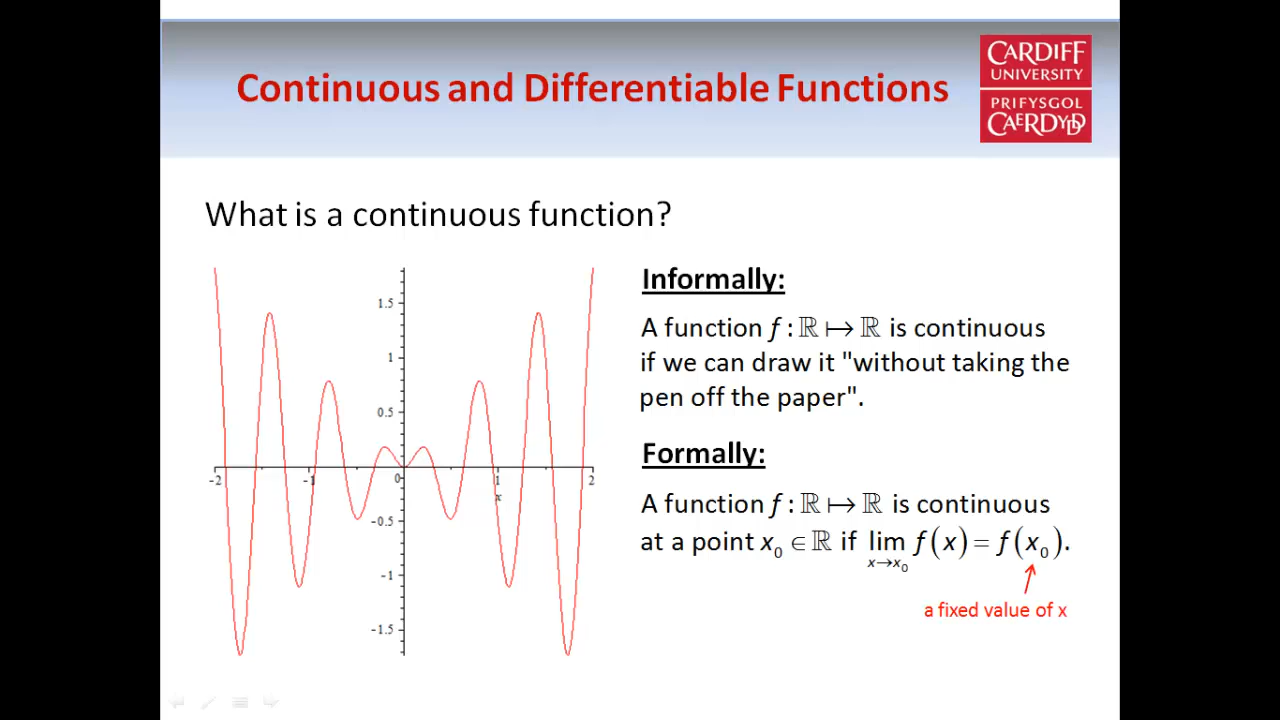 Continuous and Differentiable Functions
CARDIFF
UNIVERSITY
PRIFYSGOL
CAERDYDD
What is a continuous function?
Informally:
A function f : ℝ ↦ ℝ is continuous
if we can draw it "without taking the
pen off the paper".
Formally:
A function f : ℝ ↦ ℝ is continuous
at a point x₀ ∈ ℝ if lim f(x) = f(x₀).
x→x₀
a fixed value of x
1.5
1
0.5
-2 -1 0 1 2
x
-0.5
-1
-1.5